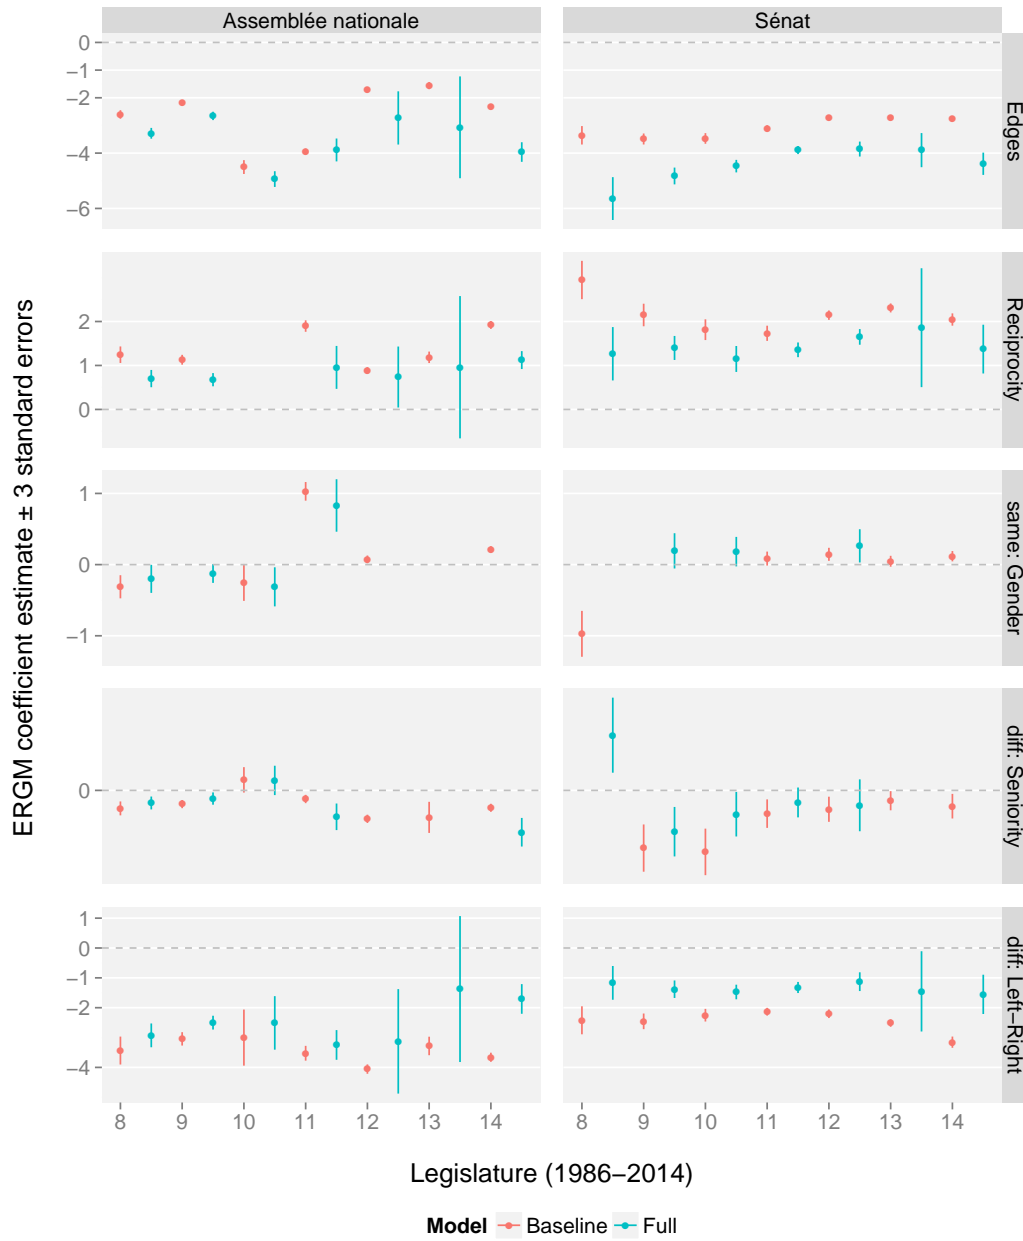 Assemblée nationale Sénat
0
−1
−2
−4
−6
Edges
2
1
0
Reciprocity
1
0
−1
same: Gender
0
diff: Seniority
1
0
−1
−2
−4
diff: Left−Right
ERGM coefficient estimate ± 3 standard errors
8 9 10 11 12 13 14 8 9 10 11 12 13 14
Legislature (1986−2014)
Model Baseline Full